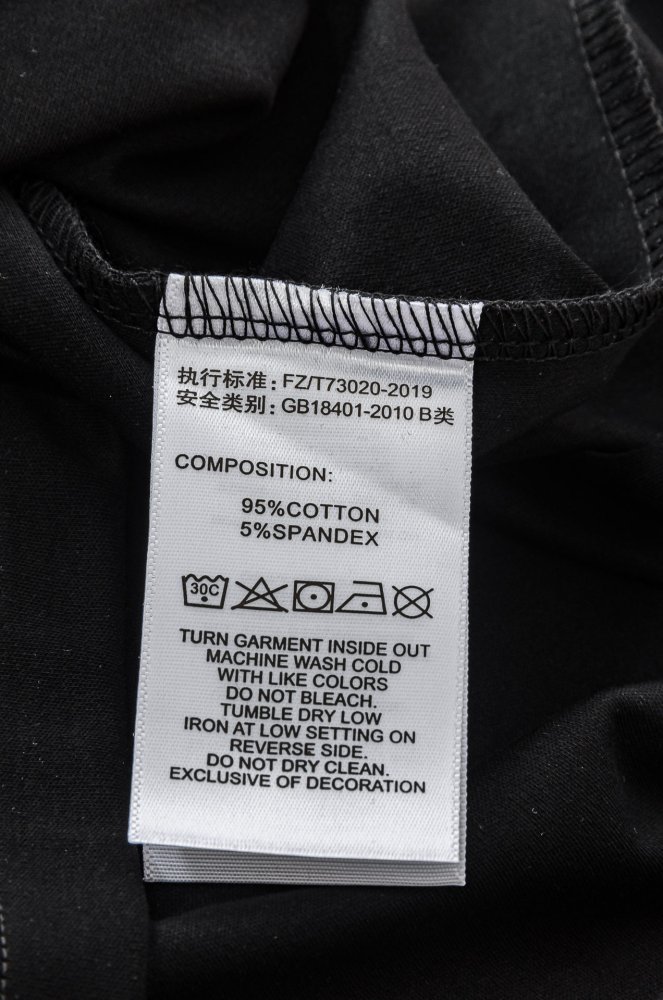 执行标准: FZ/T73020-2019
安全类别: GB18401-2010 B类
COMPOSITION:
95%COTTON
5%SPANDEX
30C
TURN GARMENT INSIDE OUT
MACHINE WASH COLD
WITH LIKE COLORS
DO NOT BLEACH.
TUMBLE DRY LOW
IRON AT LOW SETTING ON
REVERSE SIDE.
DO NOT DRY CLEAN.
EXCLUSIVE OF DECORATION